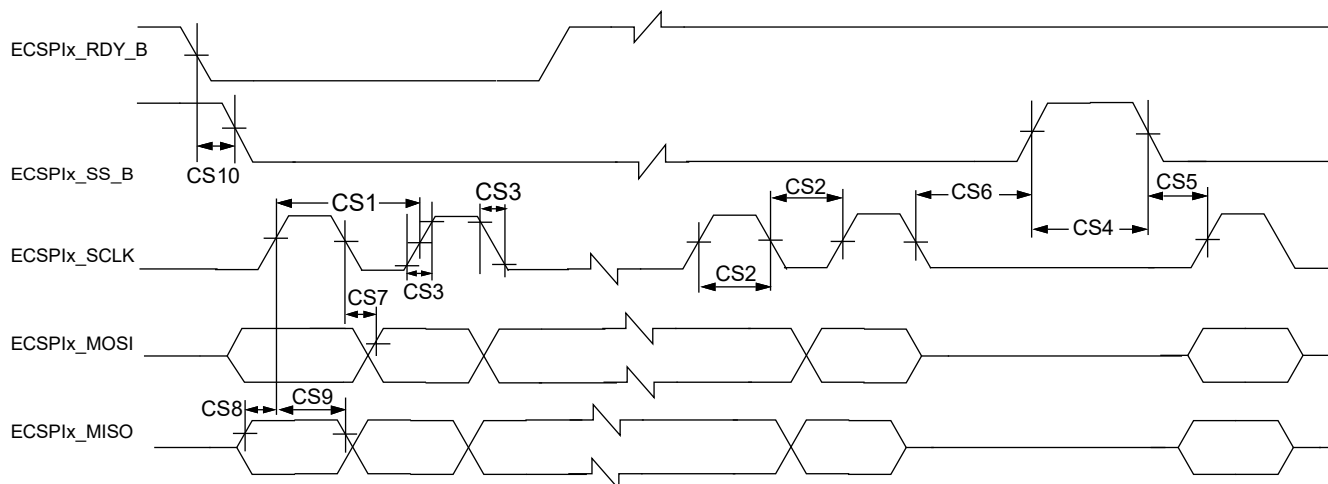 ECSPIx_RDY_B
ECSPIx_SS_B
CS10
CS1
CS3
CS2
CS6
CS5
CS4
ECSPIx_SCLK
CS3
CS2
CS7
ECSPIx_MOSI
CS8
CS9
ECSPIx_MISO